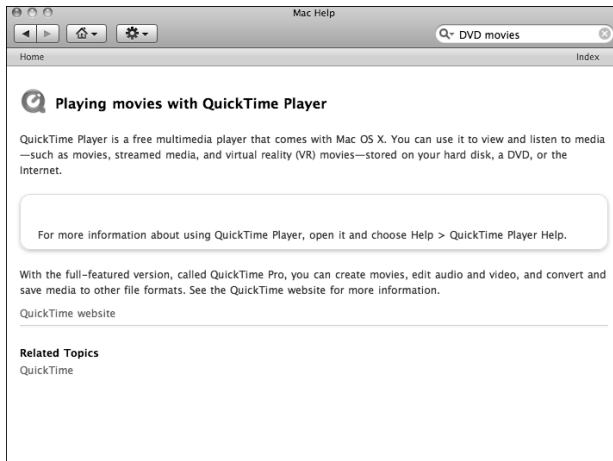 Mac Help
DVD movies
Home Index
Playing movies with QuickTime Player
QuickTime Player is a free multimedia player that comes with Mac OS X. You can use it to view and listen to media
—such as movies, streamed media, and virtual reality (VR) movies—stored on your hard disk, a DVD, or the
Internet.
For more information about using QuickTime Player, open it and choose Help > QuickTime Player Help.
With the full-featured version, called QuickTime Pro, you can create movies, edit audio and video, and convert and
save media to other file formats. See the QuickTime website for more information.
QuickTime website
Related Topics
QuickTime